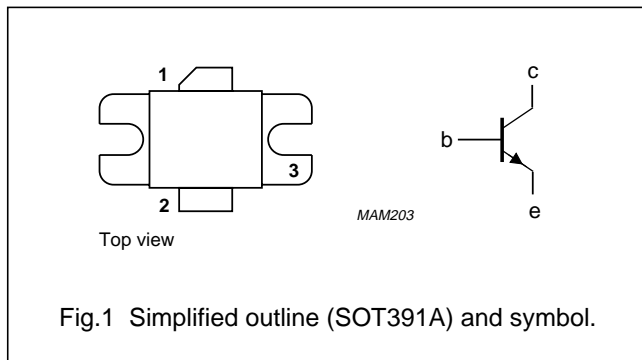 1
c
b
3
2
MAM203
e
Top view
Fig.1 Simplified outline (SOT391A) and symbol.